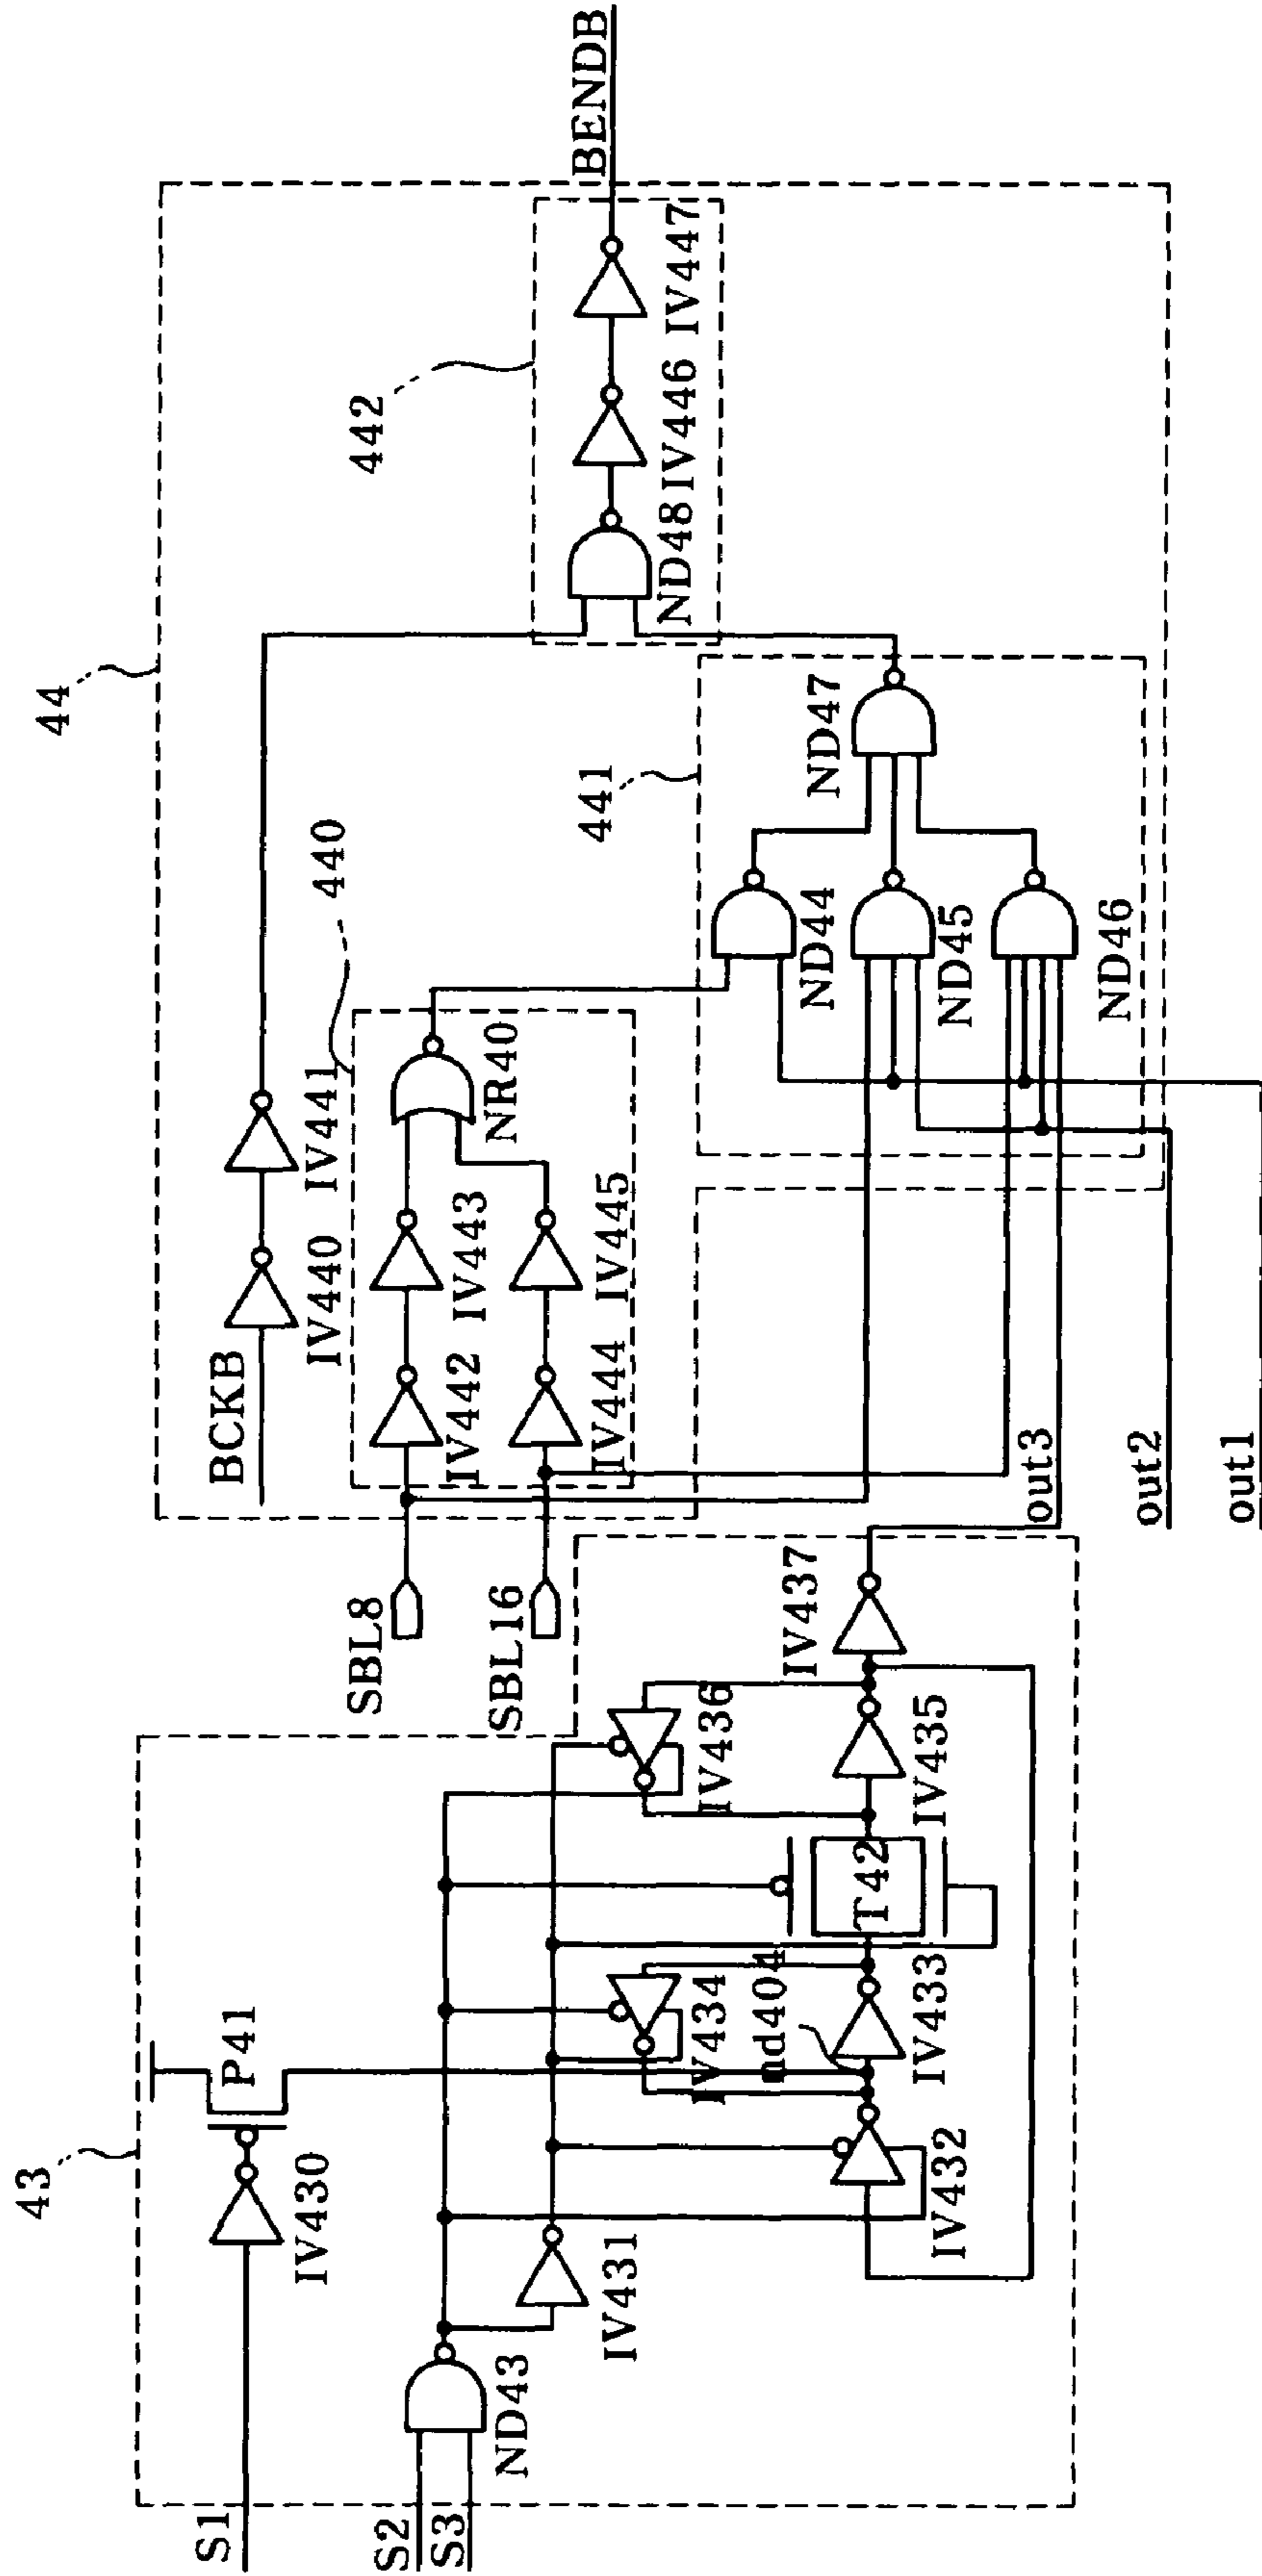 43
S1
IV430
P41
S2
S3
ND43
IV431
IV432
IV434
nd404
IV433
T42
IV436
IV435
IV437
44
SBL8
SBL16
BCKB
IV440
IV441
440
IV442
IV443
IV444
IV445
NR40
out3
out2
out1
441
ND44
ND45
ND46
ND47
442
ND48
IV446
IV447
BENDB